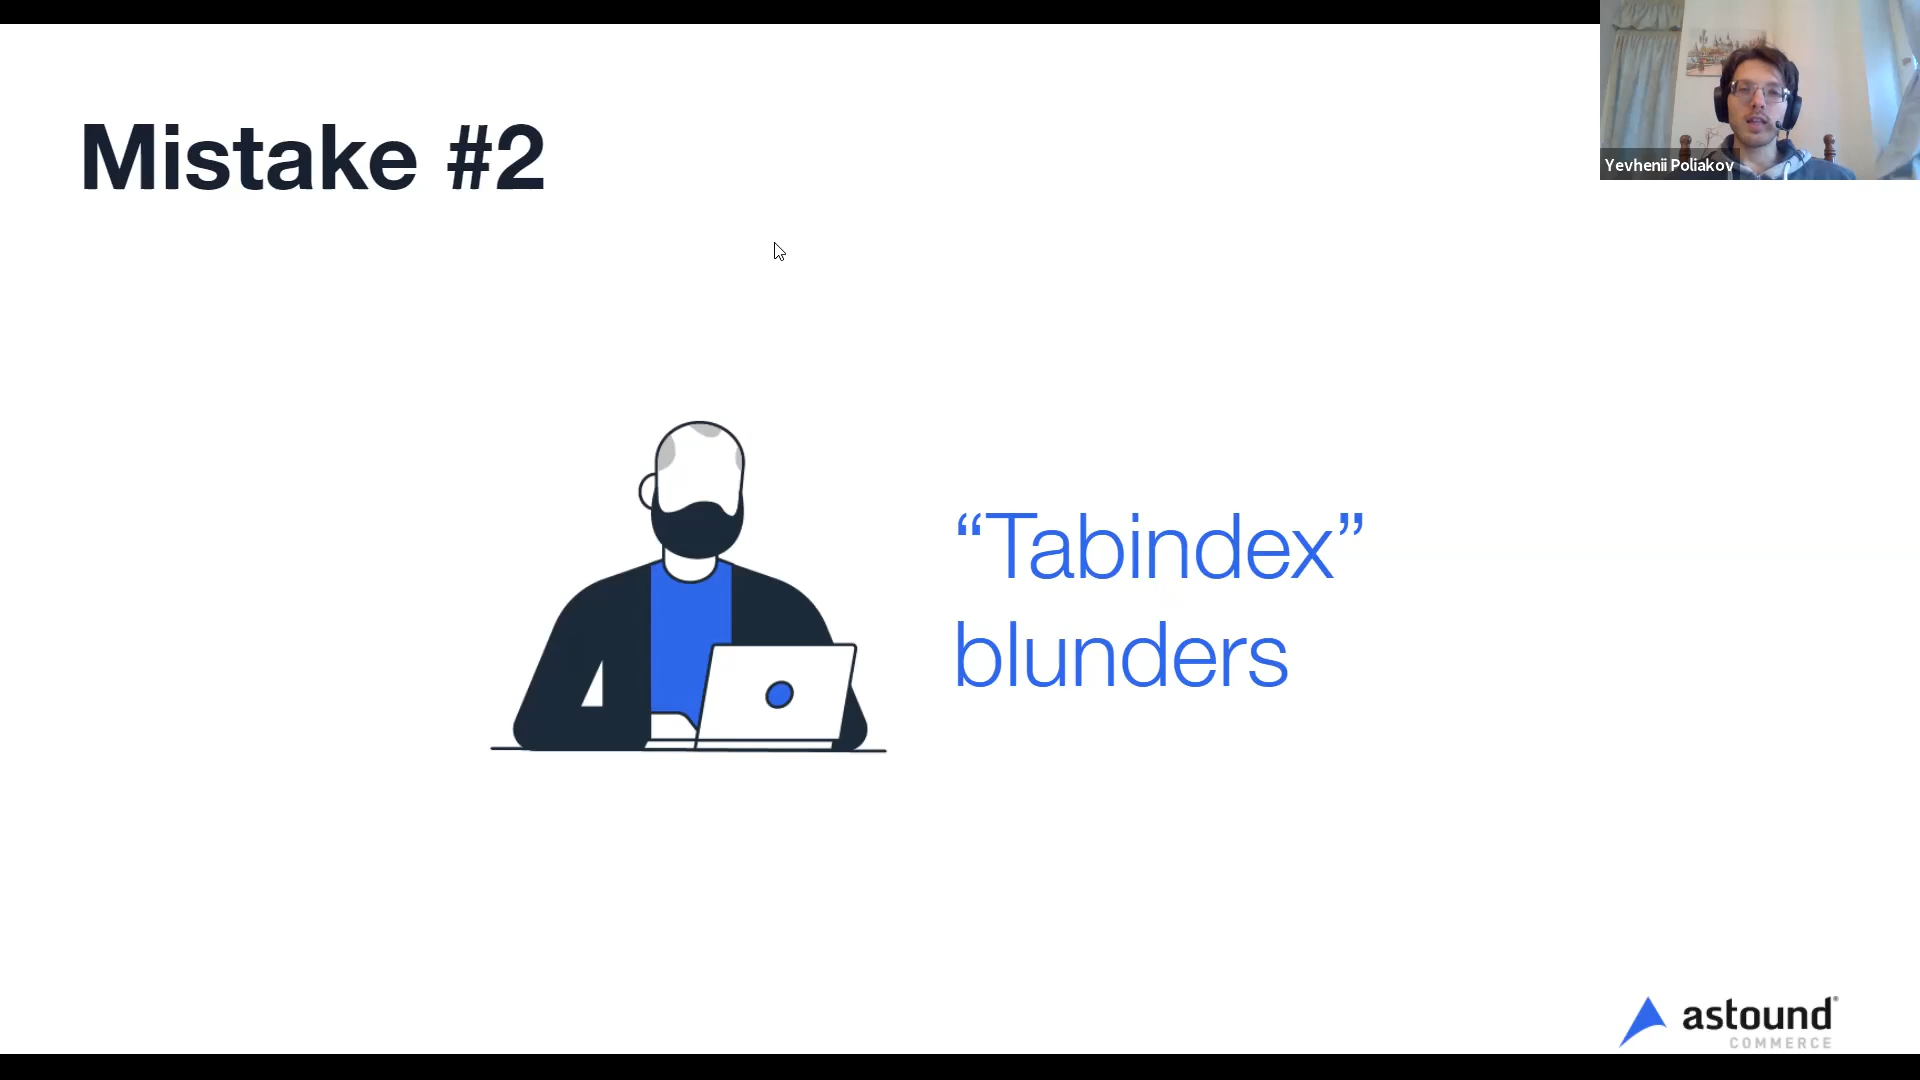 Mistake #2
Yevhenii Poliakov
“Tabindex”
blunders
astound®
COMMERCE